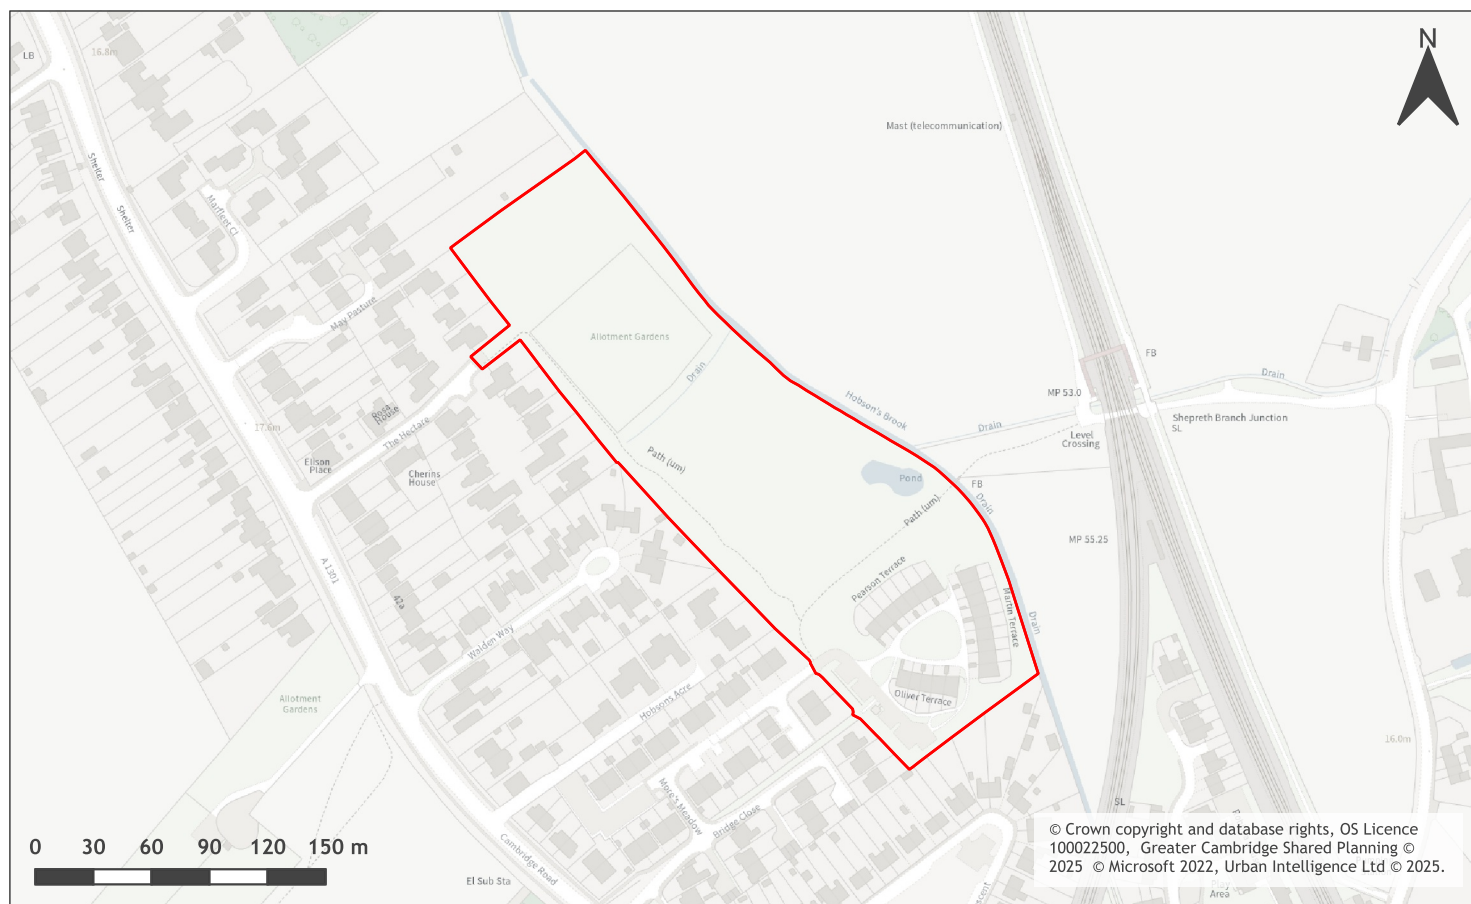 N
LB
16.8m
Mast (telecommunication)
Shelter
Shelter
Marfleet Cl
May Pasture
Allotment Gardens
Drain
FB
MP 53.0
Drain
Hobson's Brook
Shepreth Branch Junction
SL
Drain
Level
Crossing
Rosa
House
17.6m
The Hectare
Elison
Place
Cherins
House
Path (um)
Pond
FB
Drain
Path (um)
MP 55.25
A 1301
42a
Pearson Terrace
Martin Terrace
Drain
Walden Way
Allotment
Gardens
Hobsons Acre
Oliver Terrace
16.0m
More's Meadow
Bridge Close
SL
Cambridge Road
El Sub Sta
Play
Area
0 30 60 90 120 150 m
© Crown copyright and database rights, OS Licence
100022500, Greater Cambridge Shared Planning ©
2025 © Microsoft 2022, Urban Intelligence Ltd © 2025.